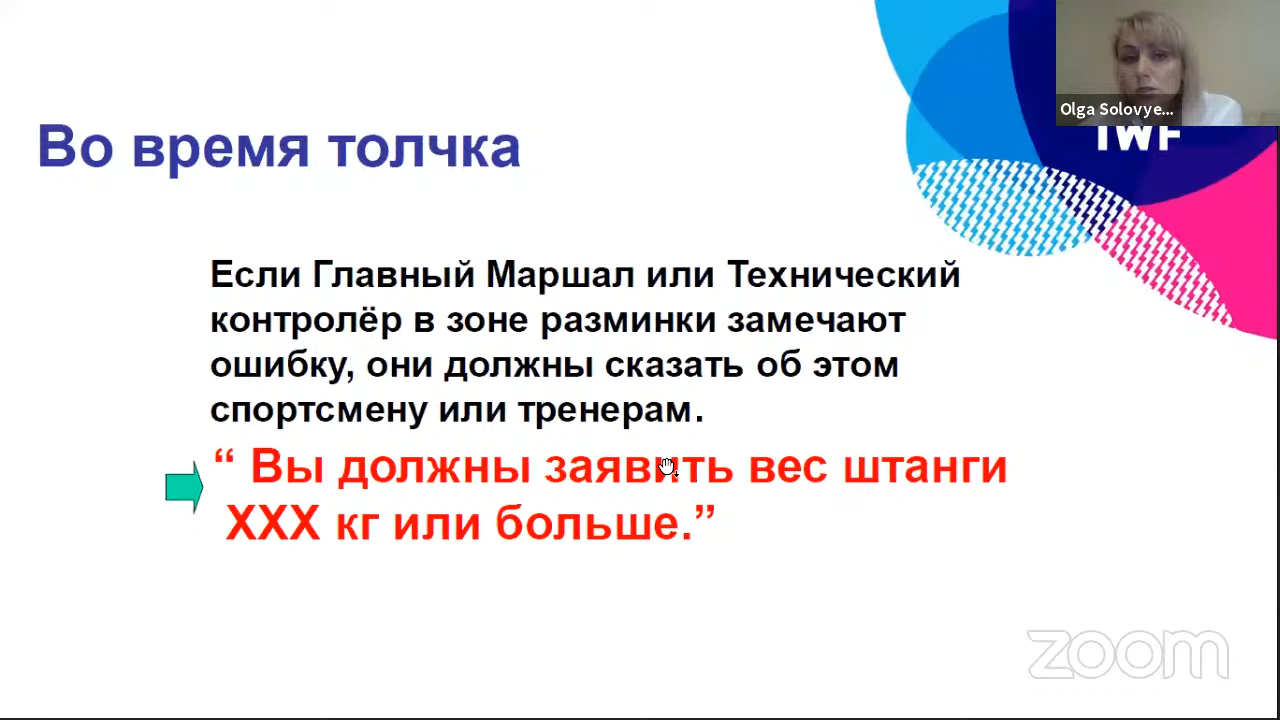 Olga Solovye...
IWF
Во время толчка
Если Главный Маршал или Технический
контролёр в зоне разминки замечают
ошибку, они должны сказать об этом
спортсмену или тренерам.
“ Вы должны заявить вес штанги
ХХХ кг или больше.”
zoom